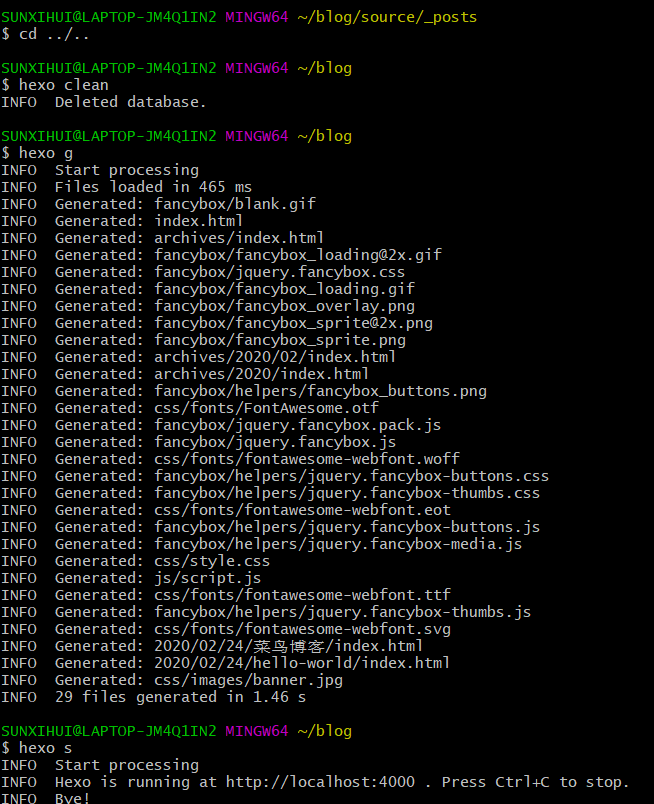 SUNXIHUI@LAPTOP-JM4Q1IN2 MINGW64 ~/blog/source/_posts
$ cd ../..
SUNXIHUI@LAPTOP-JM4Q1IN2 MINGW64 ~/blog
$ hexo clean
INFO  Deleted database.
SUNXIHUI@LAPTOP-JM4Q1IN2 MINGW64 ~/blog
$ hexo g
INFO  Start processing
INFO  Files loaded in 465 ms
INFO  Generated: fancybox/blank.gif
INFO  Generated: index.html
INFO  Generated: archives/index.html
INFO  Generated: fancybox/fancybox_loading@2x.gif
INFO  Generated: fancybox/jquery.fancybox.css
INFO  Generated: fancybox/fancybox_loading.gif
INFO  Generated: fancybox/fancybox_overlay.png
INFO  Generated: fancybox/fancybox_sprite@2x.png
INFO  Generated: fancybox/fancybox_sprite.png
INFO  Generated: archives/2020/02/index.html
INFO  Generated: archives/2020/index.html
INFO  Generated: fancybox/helpers/fancybox_buttons.png
INFO  Generated: css/fonts/FontAwesome.otf
INFO  Generated: fancybox/jquery.fancybox.pack.js
INFO  Generated: fancybox/jquery.fancybox.js
INFO  Generated: css/fonts/fontawesome-webfont.woff
INFO  Generated: fancybox/helpers/jquery.fancybox-buttons.css
INFO  Generated: fancybox/helpers/jquery.fancybox-thumbs.css
INFO  Generated: css/fonts/fontawesome-webfont.eot
INFO  Generated: fancybox/helpers/jquery.fancybox-buttons.js
INFO  Generated: fancybox/helpers/jquery.fancybox-media.js
INFO  Generated: css/style.css
INFO  Generated: js/script.js
INFO  Generated: css/fonts/fontawesome-webfont.ttf
INFO  Generated: fancybox/helpers/jquery.fancybox-thumbs.js
INFO  Generated: css/fonts/fontawesome-webfont.svg
INFO  Generated: 2020/02/24/菜鸟博客/index.html
INFO  Generated: 2020/02/24/hello-world/index.html
INFO  Generated: css/images/banner.jpg
INFO  29 files generated in 1.46 s
SUNXIHUI@LAPTOP-JM4Q1IN2 MINGW64 ~/blog
$ hexo s
INFO  Start processing
INFO  Hexo is running at http://localhost:4000 . Press Ctrl+C to stop.
INFO  Bye!